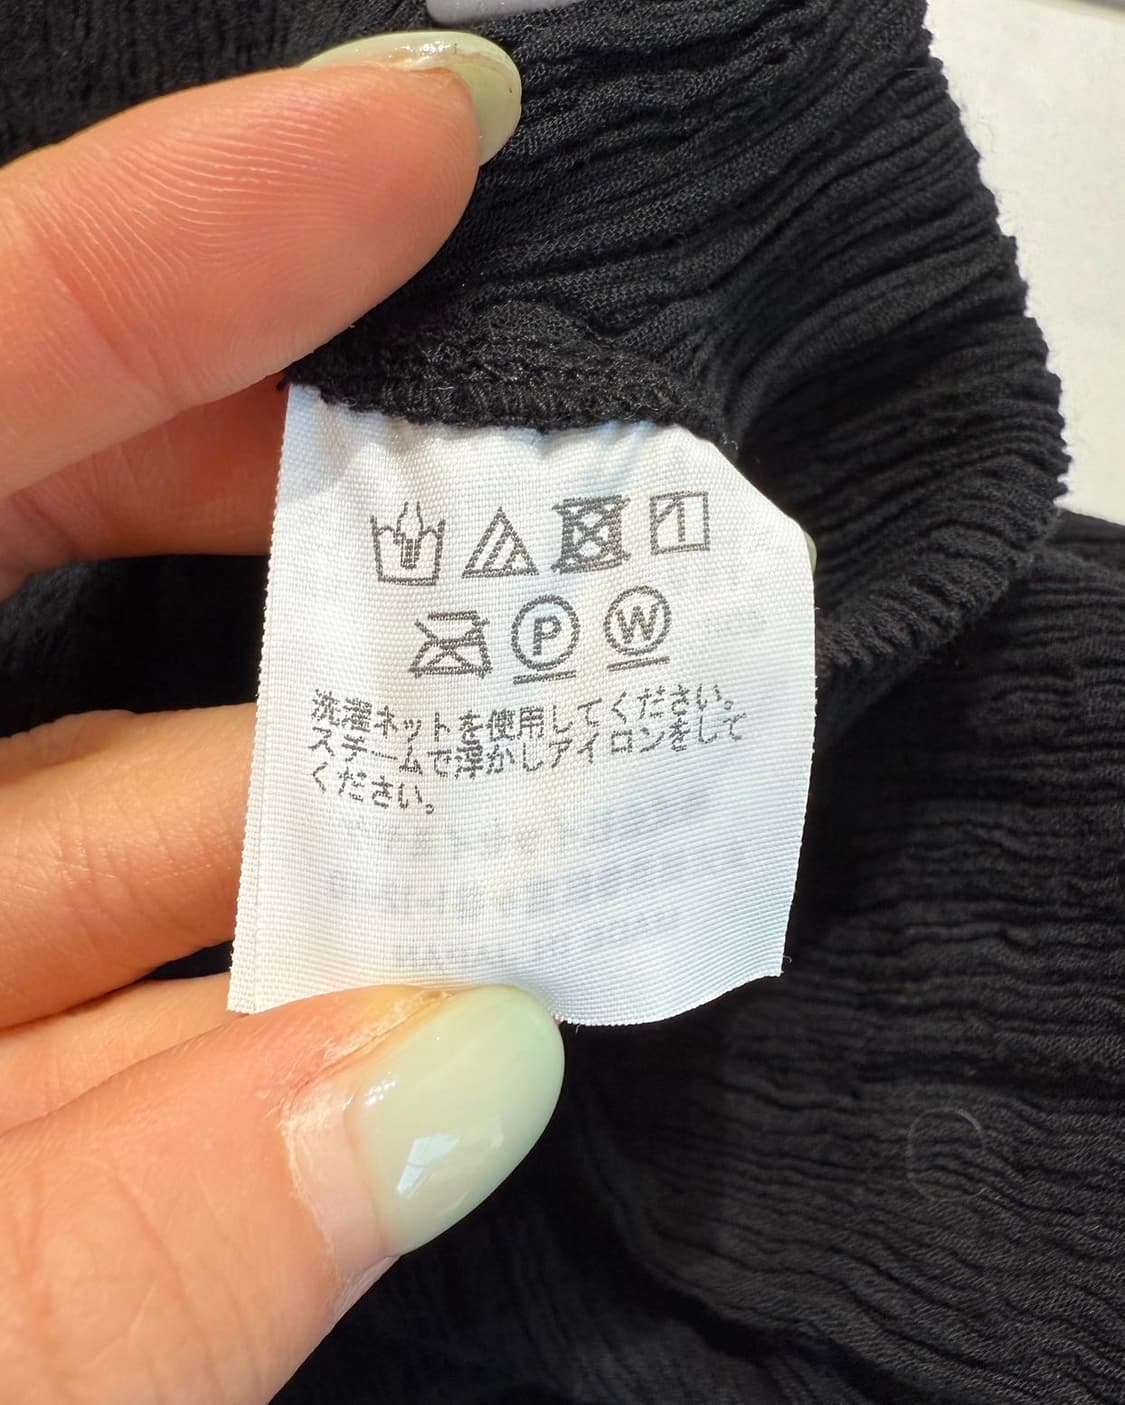 P W
洗濯ネットを使用してください。
スチームで浮かしアイロンをして
ください。